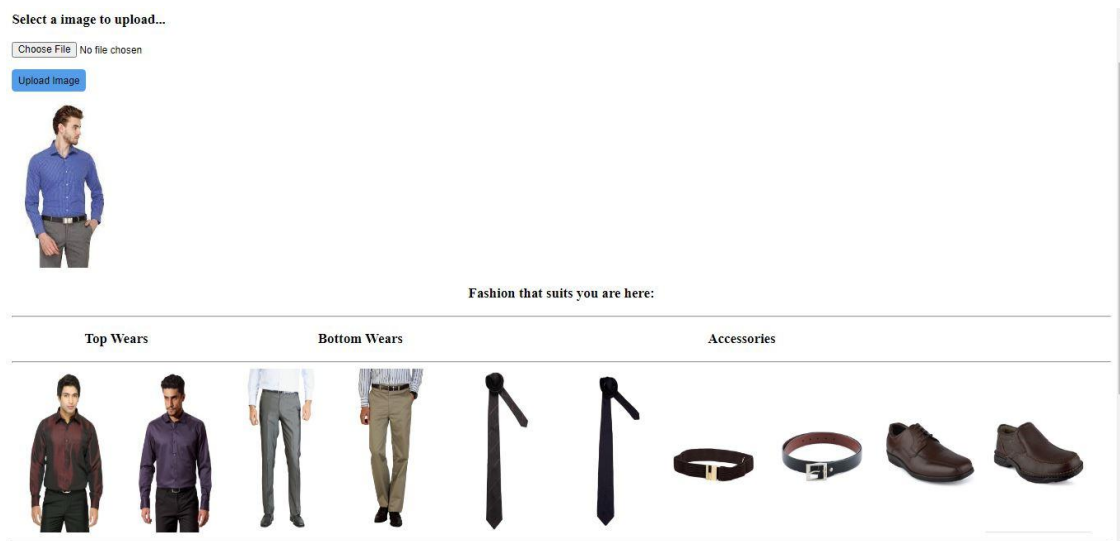 Select a image to upload...
Choose File No file chosen
Upload Image
Fashion that suits you are here:
Top Wears Bottom Wears Accessories